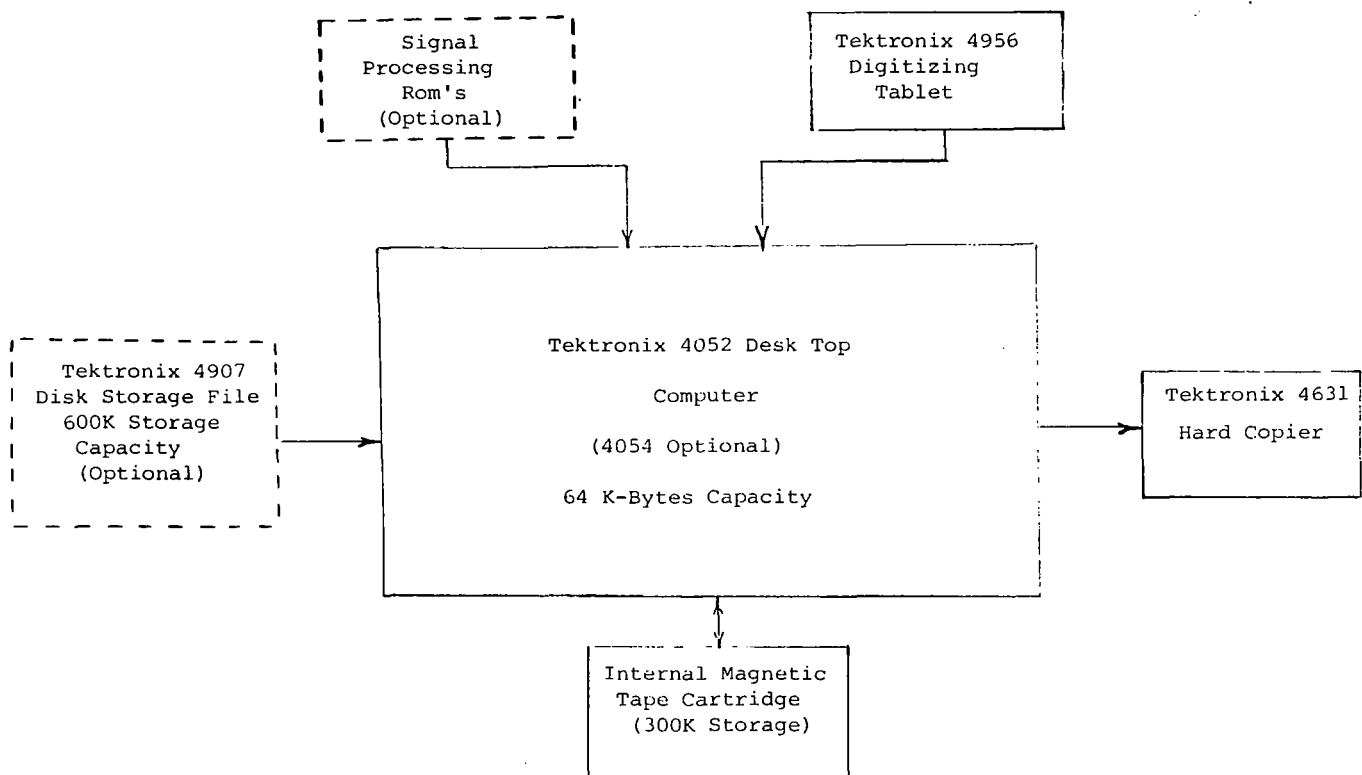 Signal
Processing
Rom's
(Optional)
Tektronix 4956
Digitizing
Tablet
Tektronix 4907
Disk Storage File
600K Storage
Capacity
(Optional)
Tektronix 4052 Desk Top
Computer
(4054 Optional)
64 K-Bytes Capacity
Tektronix 4631
Hard Copier
Internal Magnetic
Tape Cartridge
(300K Storage)